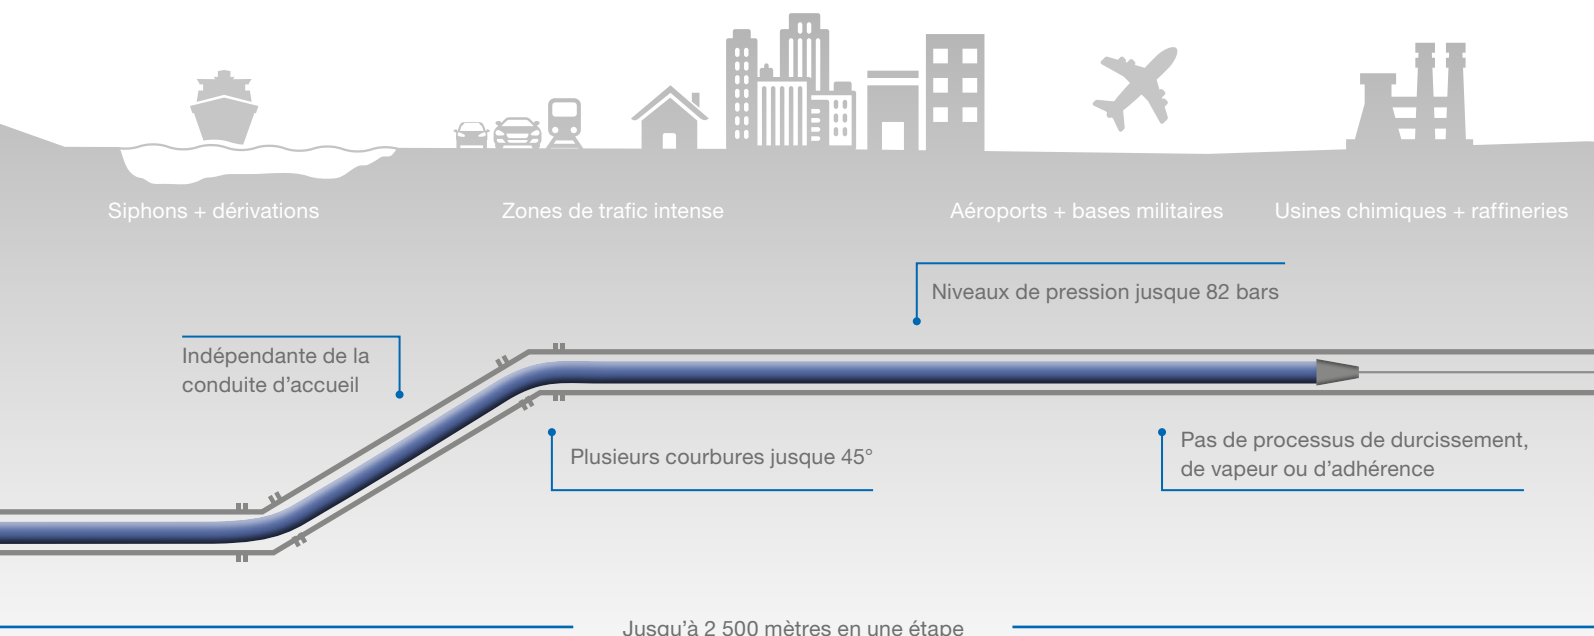 Siphons + dérivations
Zones de trafic intense
Aéroports + bases militaires
Usines chimiques + raffineries
Niveaux de pression jusque 82 bars
Indépendante de la
conduite d'accueil
Plusieurs courbures jusque 45°
Pas de processus de durcissement,
de vapeur ou d'adhérence
Jusqu'à 2 500 mètres en une étape